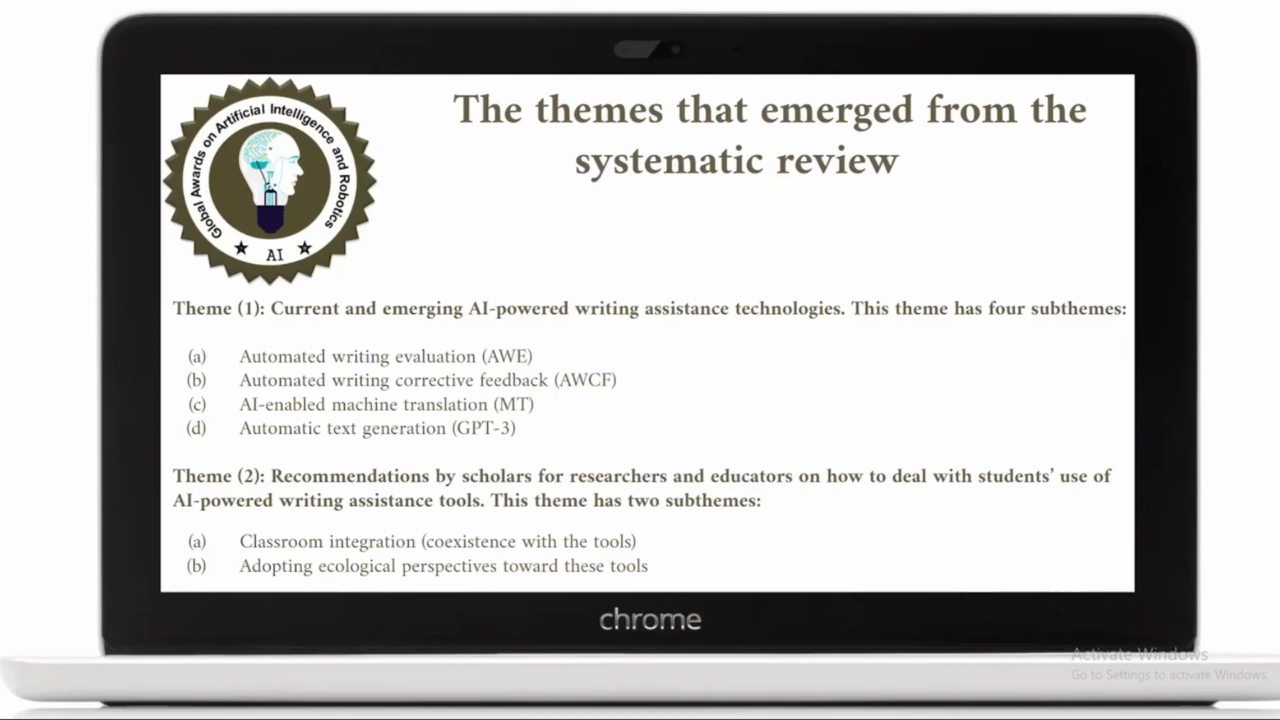 Global Awards on Artificial Intelligence and Robotics
AI
The themes that emerged from the
systematic review
Theme (1): Current and emerging AI-powered writing assistance technologies. This theme has four subthemes:
(a) Automated writing evaluation (AWE)
(b) Automated writing corrective feedback (AWCF)
(c) AI-enabled machine translation (MT)
(d) Automatic text generation (GPT-3)
Theme (2): Recommendations by scholars for researchers and educators on how to deal with students' use of
AI-powered writing assistance tools. This theme has two subthemes:
(a) Classroom integration (coexistence with the tools)
(b) Adopting ecological perspectives toward these tools
chrome
Activate Windows
Go to Settings to activate Windows.